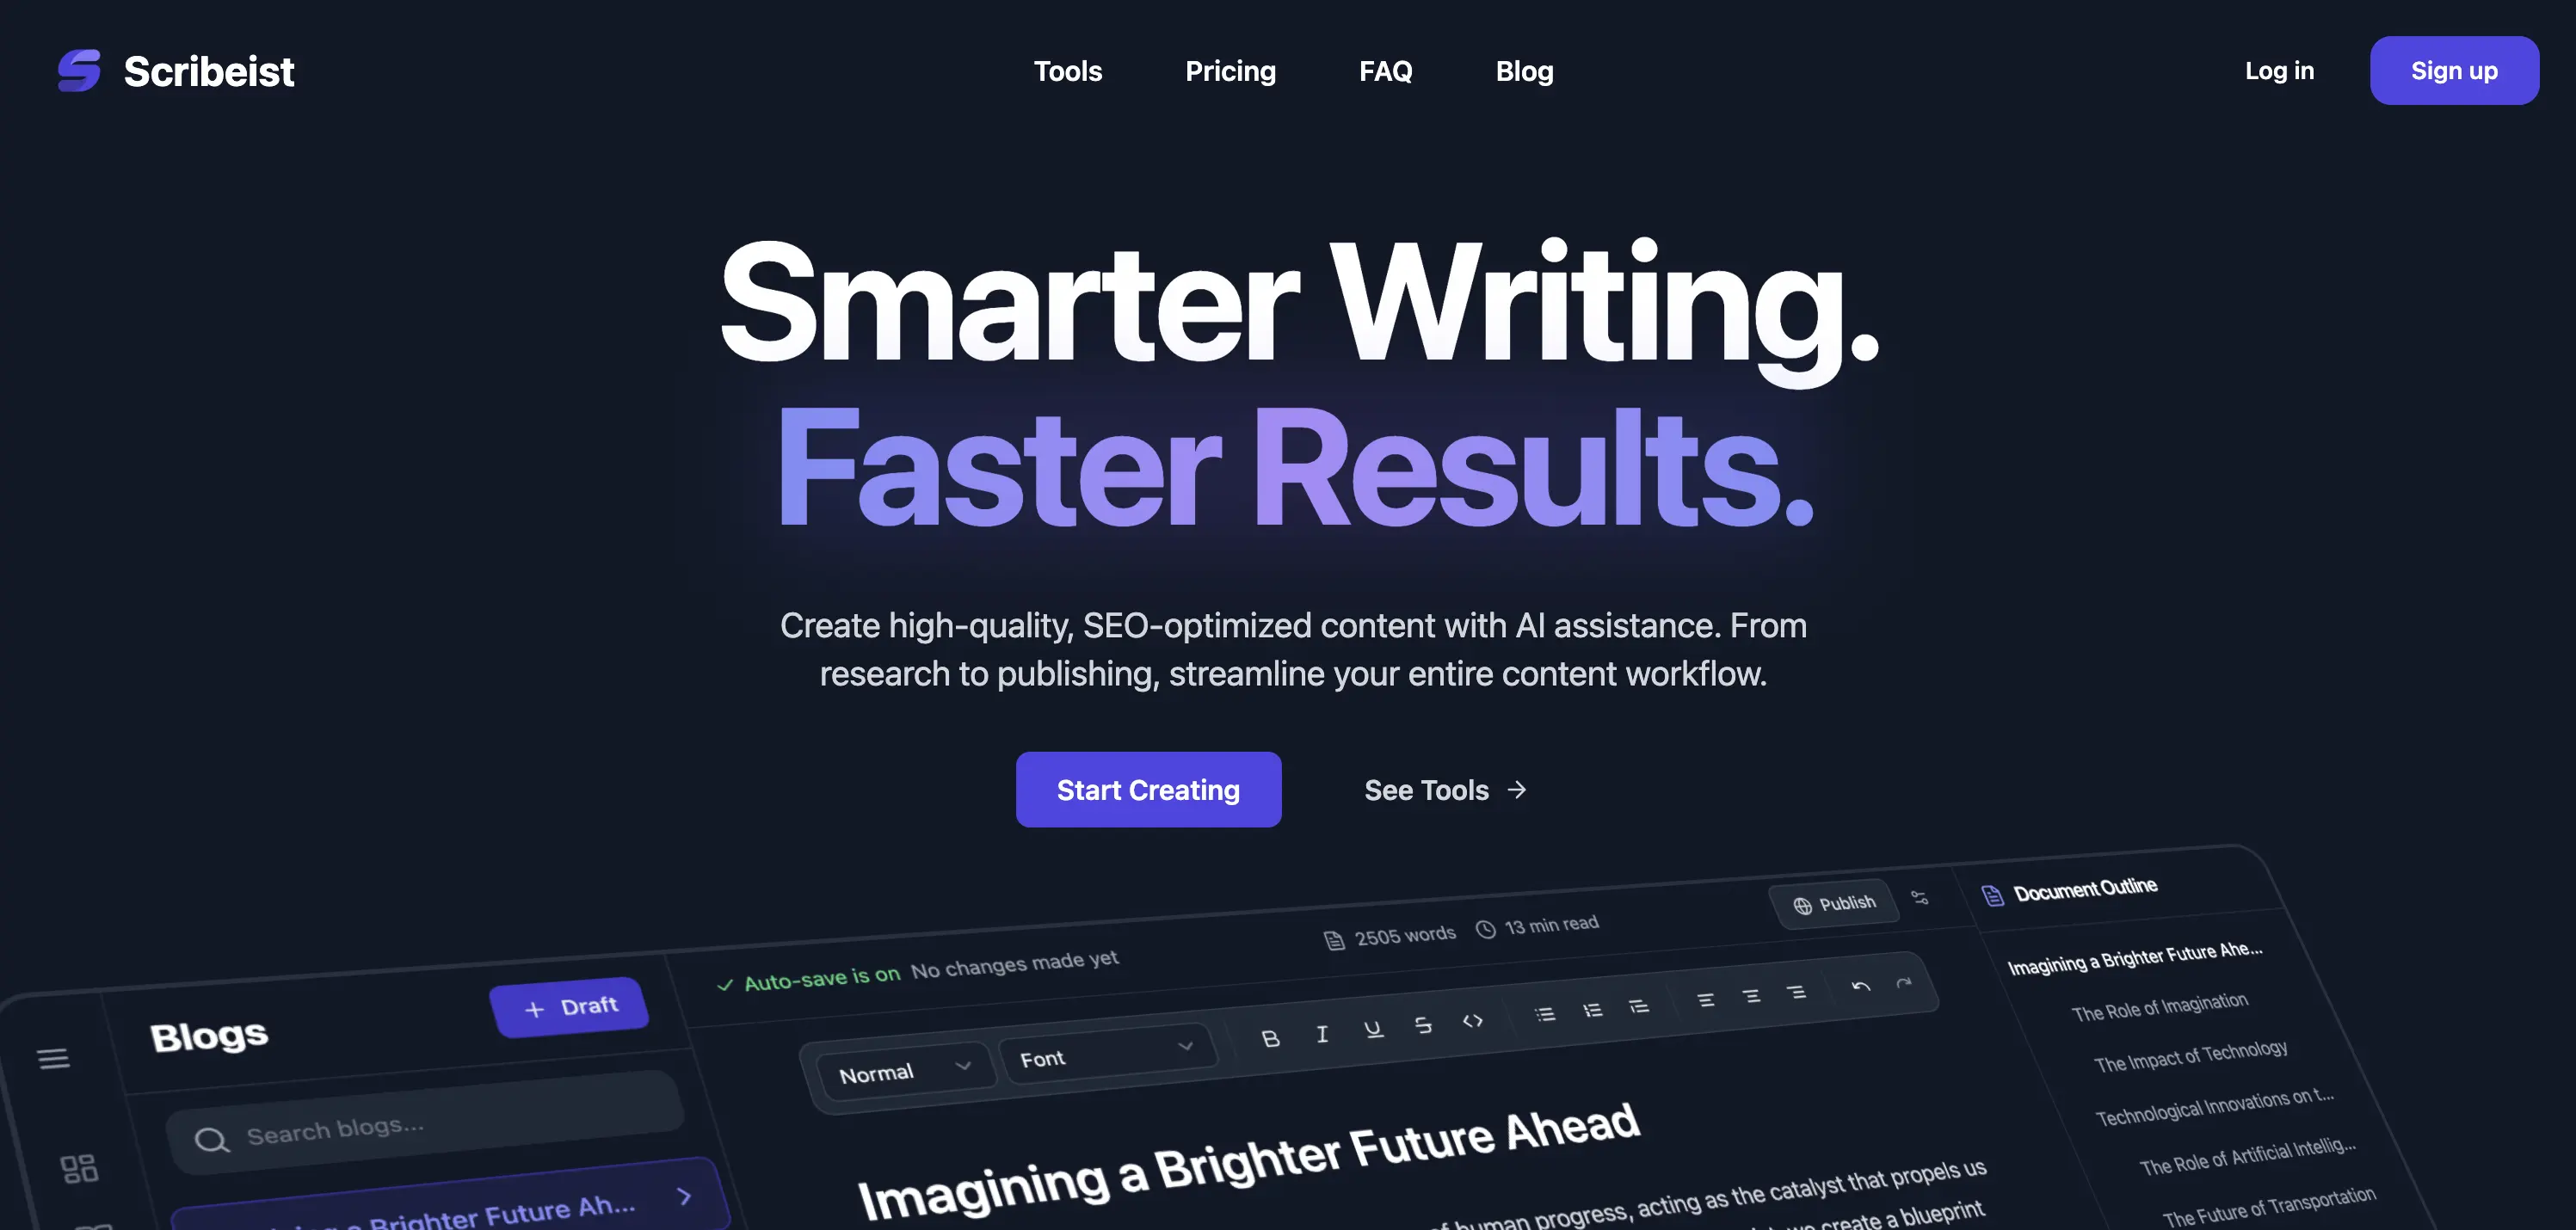 Scribeist
Tools
Pricing
FAQ
Blog
Log in
Sign up
Smarter Writing.
Faster Results.
Create high-quality, SEO-optimized content with AI assistance. From
research to publishing, streamline your entire content workflow.
Start Creating
See Tools →
Blogs
+ Draft
Search blogs...
a Brighter Future Ah...
Auto-save is on No changes made yet
2505 words
13 min read
Publish
Normal
Font
B I U S <>
Imagining a Brighter Future Ahead
of human progress, acting as the catalyst that propels us
we create a blueprint
Document Outline
Imagining a Brighter Future Ahe...
The Role of Imagination
The Impact of Technology
Technological Innovations on t...
The Role of Artificial Intellig...
The Future of Transportation